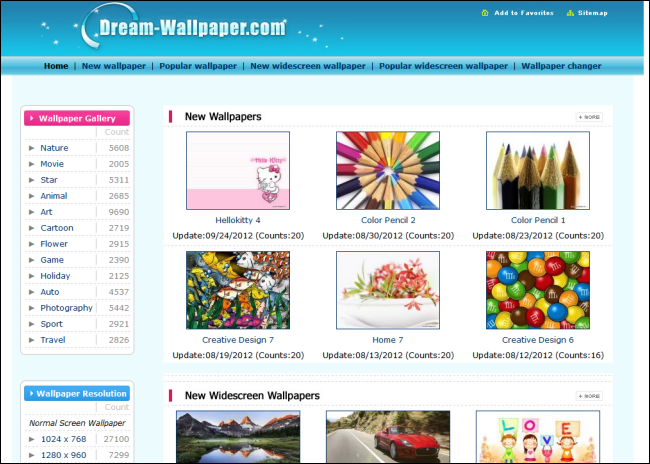 Dream-Wallpaper.com
Add to Favorites
Sitemap
Home | New wallpaper | Popular wallpaper | New widescreen wallpaper | Popular widescreen wallpaper | Wallpaper changer
Wallpaper Gallery
Count
Nature 5608
Movie 2005
Star 5311
Animal 2685
Art 9690
Cartoon 2719
Flower 2915
Game 2390
Holiday 2125
Auto 4537
Photography 5442
Sport 2921
Travel 2826
Wallpaper Resolution
Count
Normal Screen Wallpaper
1024 x 768 27100
1280 x 960 7299
New Wallpapers
+ MORE
Hello Kitty
Hellokitty 4
Update:09/24/2012 (Counts:20)
Color Pencil 2
Update:08/30/2012 (Counts:20)
Color Pencil 1
Update:08/23/2012 (Counts:20)
Creative Design 7
Update:08/19/2012 (Counts:20)
Home 7
Update:08/13/2012 (Counts:20)
Creative Design 6
Update:08/12/2012 (Counts:16)
New Widescreen Wallpapers
+ MORE
LOVE